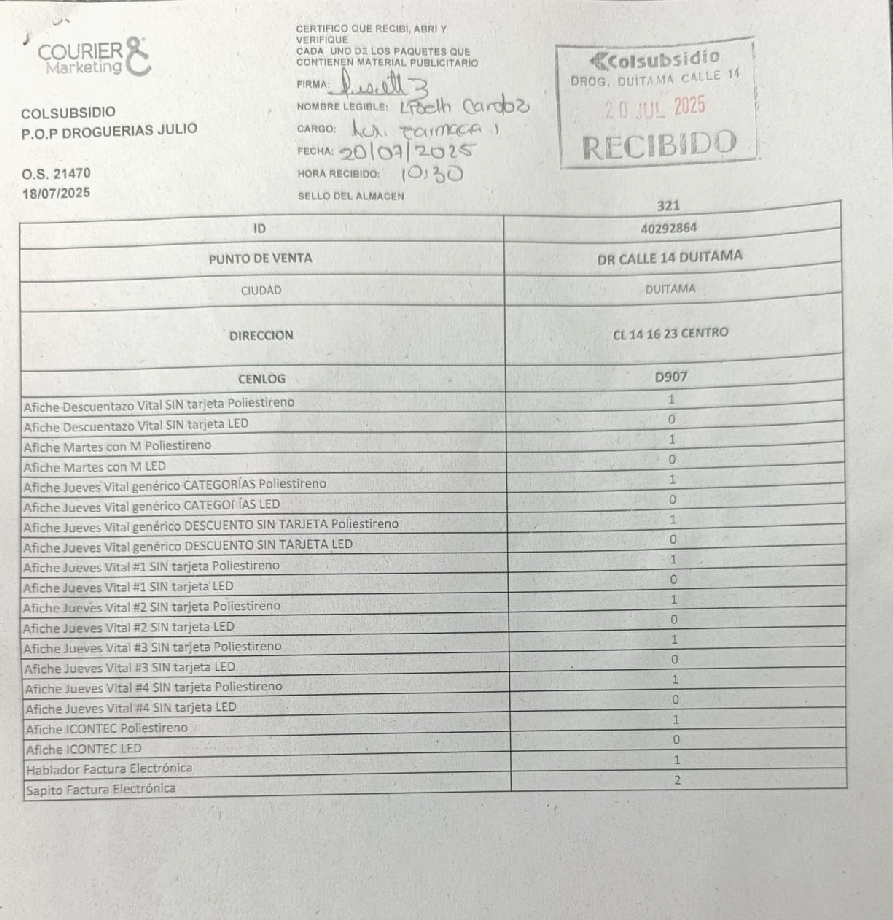 COURIER &
Marketing
COLSUBSIDIO
P.O.P DROGUERIAS JULIO
O.S. 21470
18/07/2025
CERTIFICO QUE RECIBI, ABRI Y
VERIFIQUE
CADA UNO DE LOS PAQUETES QUE
CONTIENEN MATERIAL PUBLICITARIO
FIRMA:
NOMBRE LEGIBLE:
CARGO:
FECHA: 20/07/2025
HORA RECIBIDO: 10:30
SELLO DEL ALMACEN
Colsubsidio
DROG. DUITAMA CALLE 14
20 JUL 2025
RECIBIDO
321
ID 40292864
PUNTO DE VENTA DR CALLE 14 DUITAMA
CIUDAD DUITAMA
DIRECCION CL 14 16 23 CENTRO
CENLOG D907
Afiche Descuentazo Vital SIN tarjeta Poliestireno 1
Afiche Descuentazo Vital SIN tarjeta LED 0
Afiche Martes con M Poliestireno 1
Afiche Martes con M LED 0
Afiche Jueves Vital genérico CATEGORÍAS Poliestireno 1
Afiche Jueves Vital genérico CATEGORÍAS LED 0
Afiche Jueves Vital genérico DESCUENTO SIN TARJETA Poliestireno 1
Afiche Jueves Vital genérico DESCUENTO SIN TARJETA LED 0
Afiche Jueves Vital #1 SIN tarjeta Poliestireno 1
Afiche Jueves Vital #1 SIN tarjeta LED 0
Afiche Jueves Vital #2 SIN tarjeta Poliestireno 1
Afiche Jueves Vital #2 SIN tarjeta LED 0
Afiche Jueves Vital #3 SIN tarjeta Poliestireno 1
Afiche Jueves Vital #3 SIN tarjeta LED 0
Afiche Jueves Vital #4 SIN tarjeta Poliestireno 1
Afiche Jueves Vital #4 SIN tarjeta LED 0
Afiche ICONTEC Poliestireno 1
Afiche ICONTEC LED 0
Hablador Factura Electrónica 1
Sapito Factura Electrónica 2